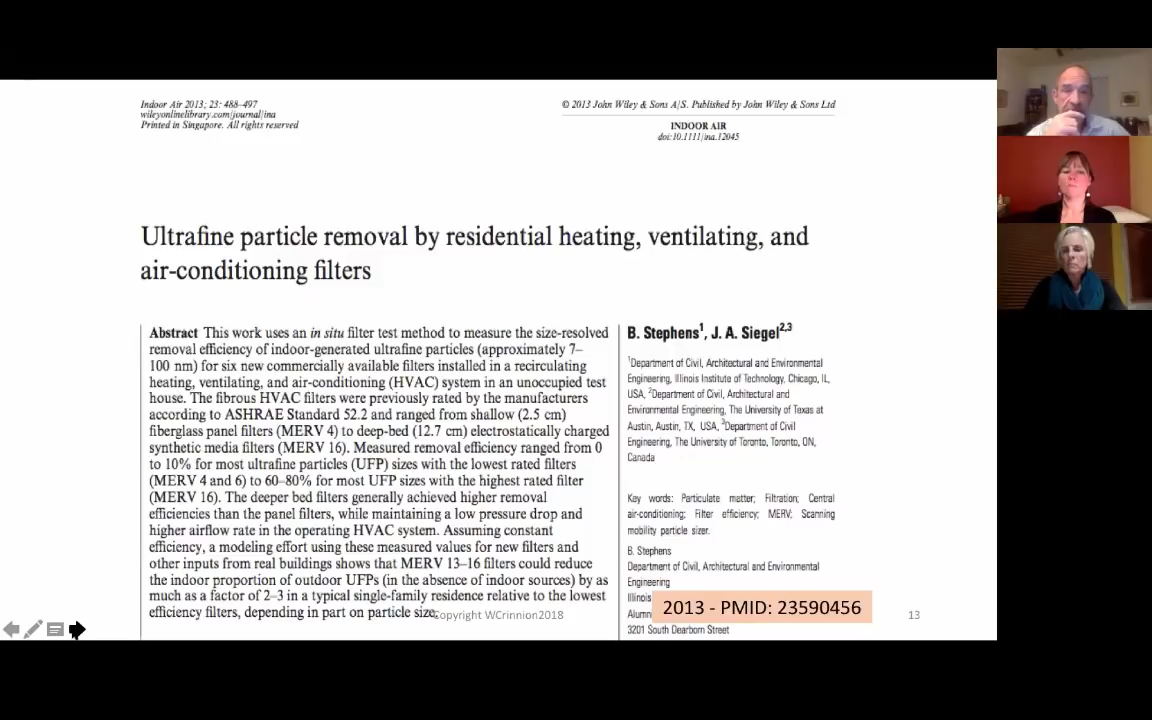 Indoor Air 2013; 23: 488–497
wileyonlinelibrary.com/journal/ina
Printed in Singapore. All rights reserved
© 2013 John Wiley & Sons A/S. Published by John Wiley & Sons Ltd
INDOOR AIR
doi:10.1111/ina.12045
Ultrafine particle removal by residential heating, ventilating, and
air-conditioning filters
Abstract This work uses an in situ filter test method to measure the size-resolved
removal efficiency of indoor-generated ultrafine particles (approximately 7–
100 nm) for six new commercially available filters installed in a recirculating
heating, ventilating, and air-conditioning (HVAC) system in an unoccupied test
house. The fibrous HVAC filters were previously rated by the manufacturers
according to ASHRAE Standard 52.2 and ranged from shallow (2.5 cm)
fiberglass panel filters (MERV 4) to deep-bed (12.7 cm) electrostatically charged
synthetic media filters (MERV 16). Measured removal efficiency ranged from 0
to 10% for most ultrafine particles (UFP) sizes with the lowest rated filters
(MERV 4 and 6) to 60–80% for most UFP sizes with the highest rated filter
(MERV 16). The deeper bed filters generally achieved higher removal
efficiencies than the panel filters, while maintaining a low pressure drop and
higher airflow rate in the operating HVAC system. Assuming constant
efficiency, a modeling effort using these measured values for new filters and
other inputs from real buildings shows that MERV 13–16 filters could reduce
the indoor proportion of outdoor UFPs (in the absence of indoor sources) by as
much as a factor of 2–3 in a typical single-family residence relative to the lowest
efficiency filters, depending in part on particle size.
B. Stephens1, J. A. Siegel2,3
1Department of Civil, Architectural and Environmental
Engineering, Illinois Institute of Technology, Chicago, IL,
USA, 2Department of Civil, Architectural and
Environmental Engineering, The University of Texas at
Austin, Austin, TX, USA, 3Department of Civil
Engineering, The University of Toronto, Toronto, ON,
Canada
Key words: Particulate matter; Filtration; Central
air-conditioning; Filter efficiency; MERV; Scanning
mobility particle sizer.
B. Stephens
Department of Civil, Architectural and Environmental
Engineering
Illinois
Alumn
3201 South Dearborn Street
2013 - PMID: 23590456
Copyright WCrinnion2018
13